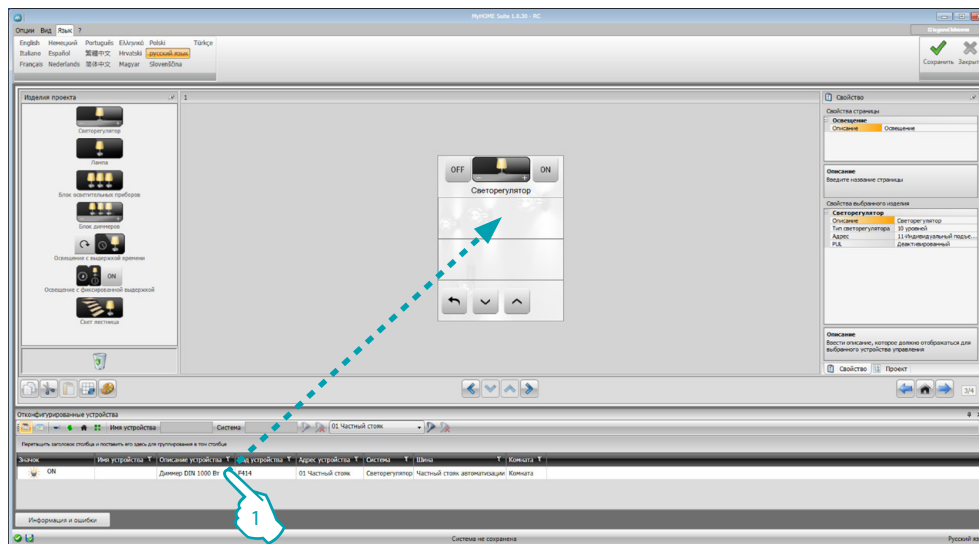 MyHOME Suite 1.0.30 - RC
Опции Вид Язык ?
English Немецкий Português Ελληνικά Polski Türkçe
Italiano Español 繁體中文 Hrvatski русский язык
Français Nederlands 简体中文 Magyar Slovenščina
Сохранить Закрыть
Изделия проекта
1
Светорегулятор
Лампа
Блок осветительных приборов
Блок диммеров
Освещение с выдержкой времени
ON
Освещение с фиксированной выдержкой
Свет лестница
OFF ON
Светорегулятор
Свойство
Свойства страницы
Освещение
Описание Освещение
Описание
Введите название страницы
Свойства выбранного изделия
Светорегулятор
Описание Светорегулятор
Тип светорегулятора 10 уровней
Адрес 11-Индивидуальный подъе...
PUL Деактивированный
Описание
Ввести описание, которое должно отображаться для
выбранного устройства управления
Свойство Проект
3/4
Отконфигурированные устройства
Имя устройства Система 01 Частный стояк
Перетащить заголовок столбца и поставить его здесь для группирования в том столбце
Значок Имя устройства Описание устройства Код устройства Адрес устройства Система Шина Комната
ON Диммер DIN 1000 Вт F414 01 Частный стояк Светорегулятор Частный стояк автоматизации Комната
1
Информация и ошибки
Система не сохранена
Русский яз